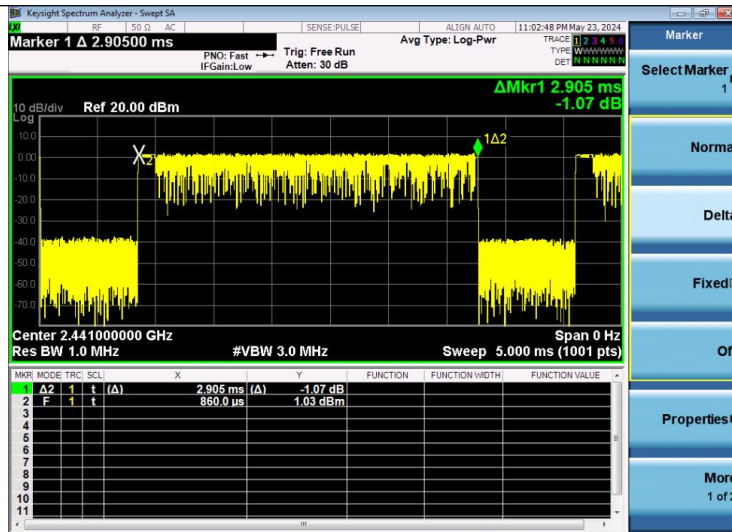 Keysight Spectrum Analyzer - Swept SA
LXI RF 50 Ω AC SENSE:PULSE ALIGN AUTO 11:02:48 PM May 23, 2024
Marker 1 Δ 2.90500 ms
PNO: Fast Trig: Free Run Avg Type: Log-Pwr TRACE 1 2 3 4 5 6
TYPE WWWWWW
IFGain:Low Atten: 30 dB DET N N N N N N
ΔMkr1 2.905 ms
-1.07 dB
10 dB/div Ref 20.00 dBm
Log
10.0
0.00
-10.0
-20.0
-30.0
-40.0
-50.0
-60.0
-70.0
X2
1Δ2
Center 2.441000000 GHz Span 0 Hz
Res BW 1.0 MHz #VBW 3.0 MHz Sweep 5.000 ms (1001 pts)
MKR MODE TRC SCL X Y FUNCTION FUNCTION WIDTH FUNCTION VALUE
1 Δ2 1 t (Δ) 2.905 ms (Δ) -1.07 dB
2 F 1 t 860.0 µs 1.03 dBm
3
4
5
6
7
8
9
10
11
Marker
Select Marker
1
Norma
Delta
Fixed
Of
Properties
More
1 of 2